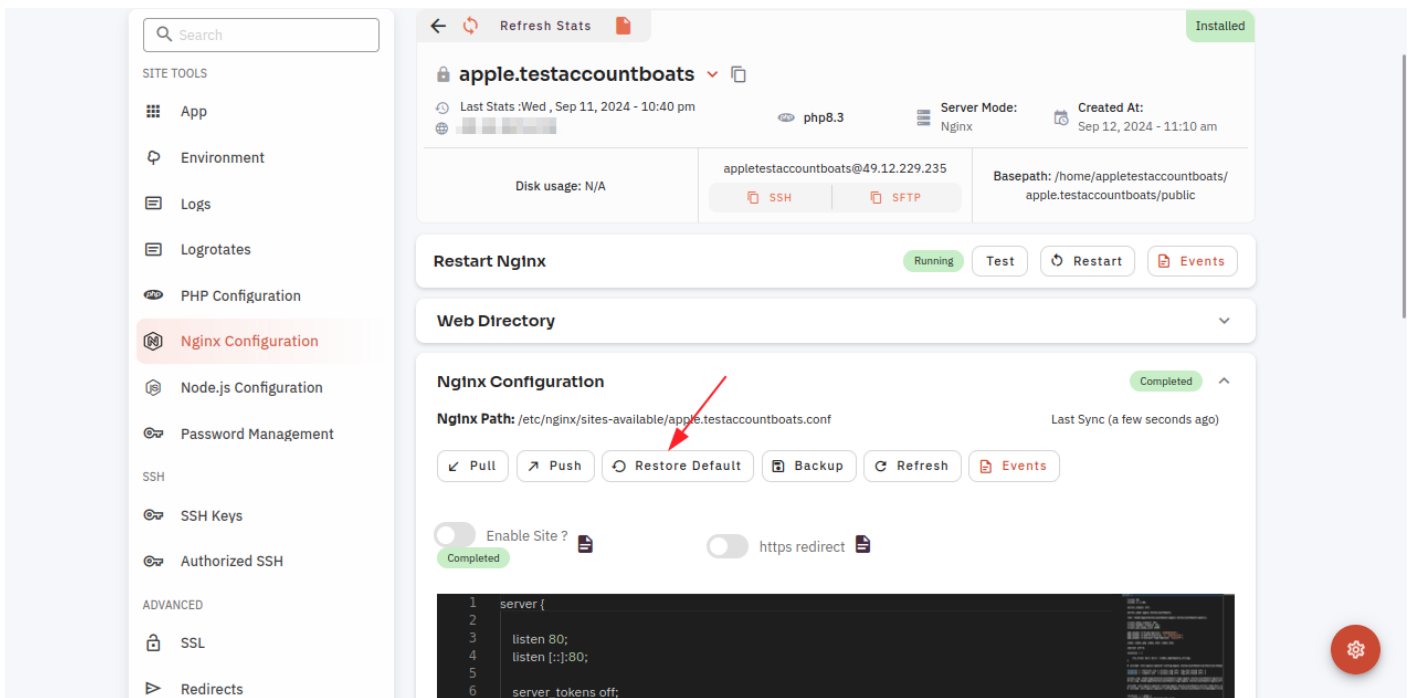 Search
SITE TOOLS
App
Environment
Logs
Logrotates
PHP Configuration
Nginx Configuration
Node.js Configuration
Password Management
SSH
SSH Keys
Authorized SSH
ADVANCED
SSL
Redirects
Refresh Stats
Installed
apple.testaccountboats
Last Stats :Wed , Sep 11, 2024 - 10:40 pm
php8.3
Server Mode:
Nginx
Created At:
Sep 12, 2024 - 11:10 am
Disk usage: N/A
appletestaccountboats@49.12.229.235
SSH SFTP
Basepath: /home/appletestaccountboats/
apple.testaccountboats/public
Restart Nginx Running Test Restart Events
Web Directory
Nginx Configuration Completed
Nginx Path: /etc/nginx/sites-available/apple.testaccountboats.conf Last Sync (a few seconds ago)
Pull Push Restore Default Backup Refresh Events
Enable Site ? https redirect
Completed
1 server {
2
3 listen 80;
4 listen [::]:80;
5
6 server_tokens off;